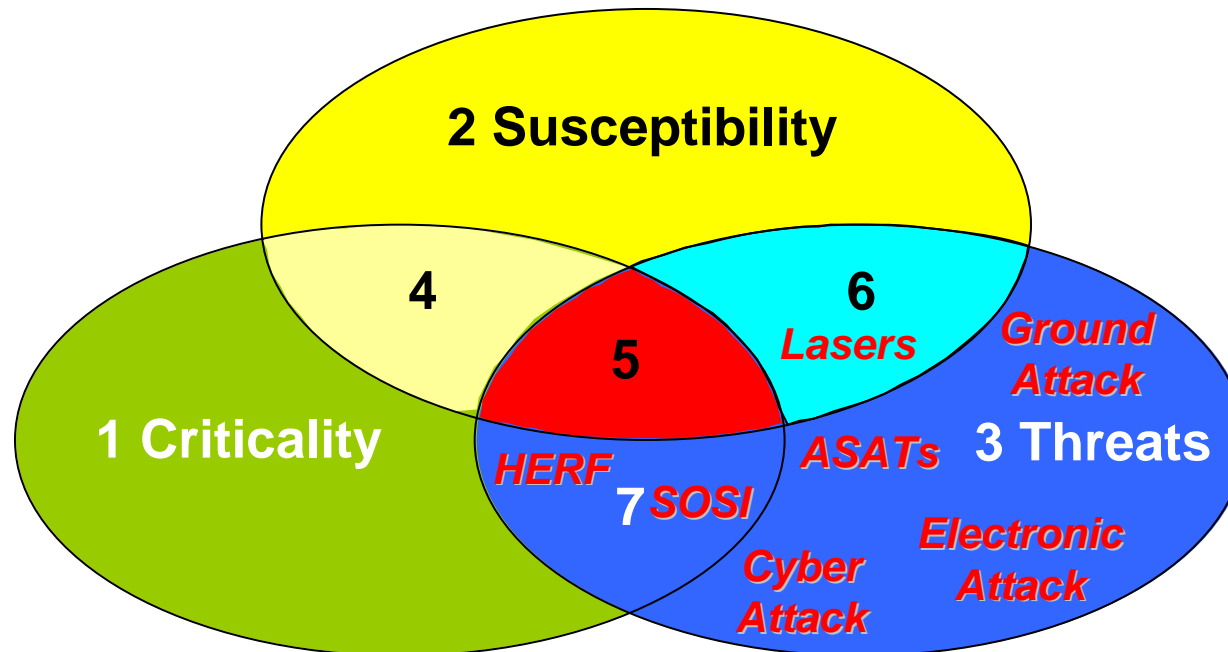 2 Susceptibility
4
6
Lasers
Ground
Attack
5
1 Criticality
3 Threats
ASATs
HERF
7 SOSI
Electronic
Attack
Cyber
Attack